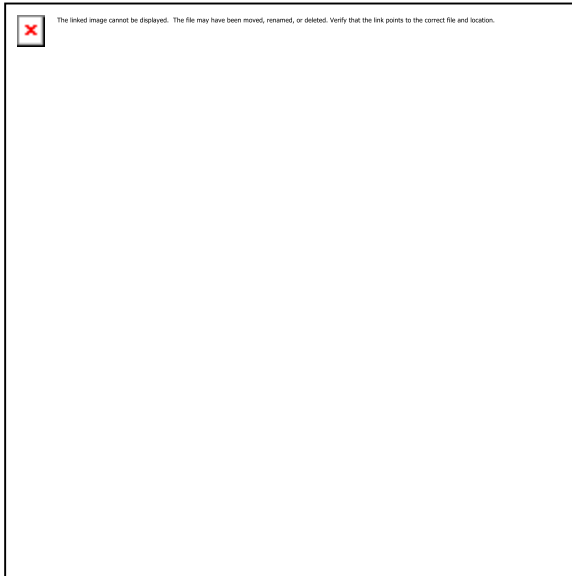 The linked image cannot be displayed.  The file may have been moved, renamed, or deleted. Verify that the link points to the correct file and location.